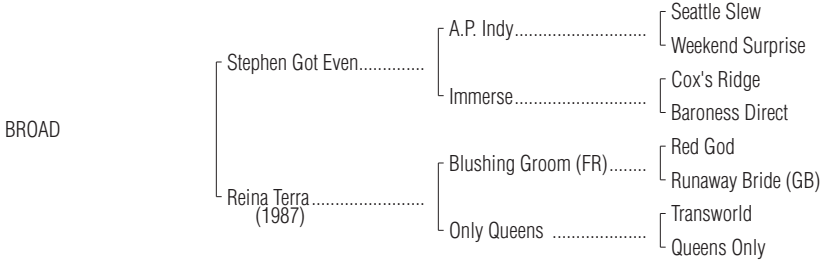 Seattle Slew
A.P. Indy..........................
Weekend Surprise
Stephen Got Even..............
Cox's Ridge
Immerse..........................
Baroness Direct
BROAD
Red God
Blushing Groom (FR)........
Runaway Bride (GB)
Reina Terra.......................
(1987)
Transworld
Only Queens ....................
Queens Only